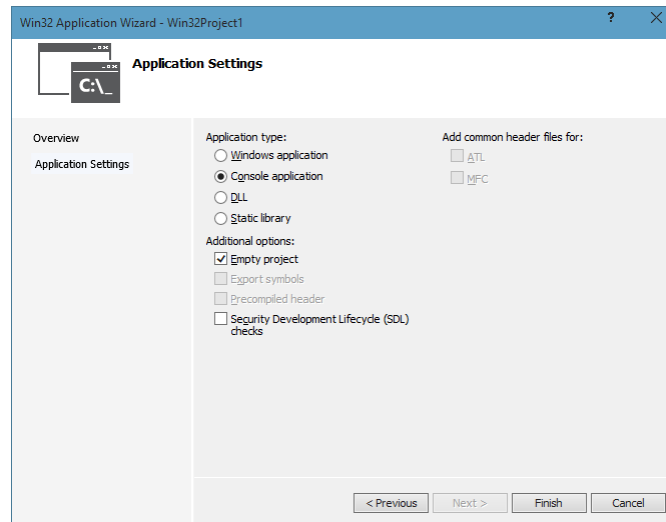 Win32 Application Wizard - Win32Project1
?
C:\_
Application Settings
Overview
Application Settings
Application type:
Windows application
Console application
DLL
Static library
Additional options:
Empty project
Export symbols
Precompiled header
Security Development Lifecycle (SDL)
checks
Add common header files for:
ATL
MFC
< Previous
Next >
Finish
Cancel